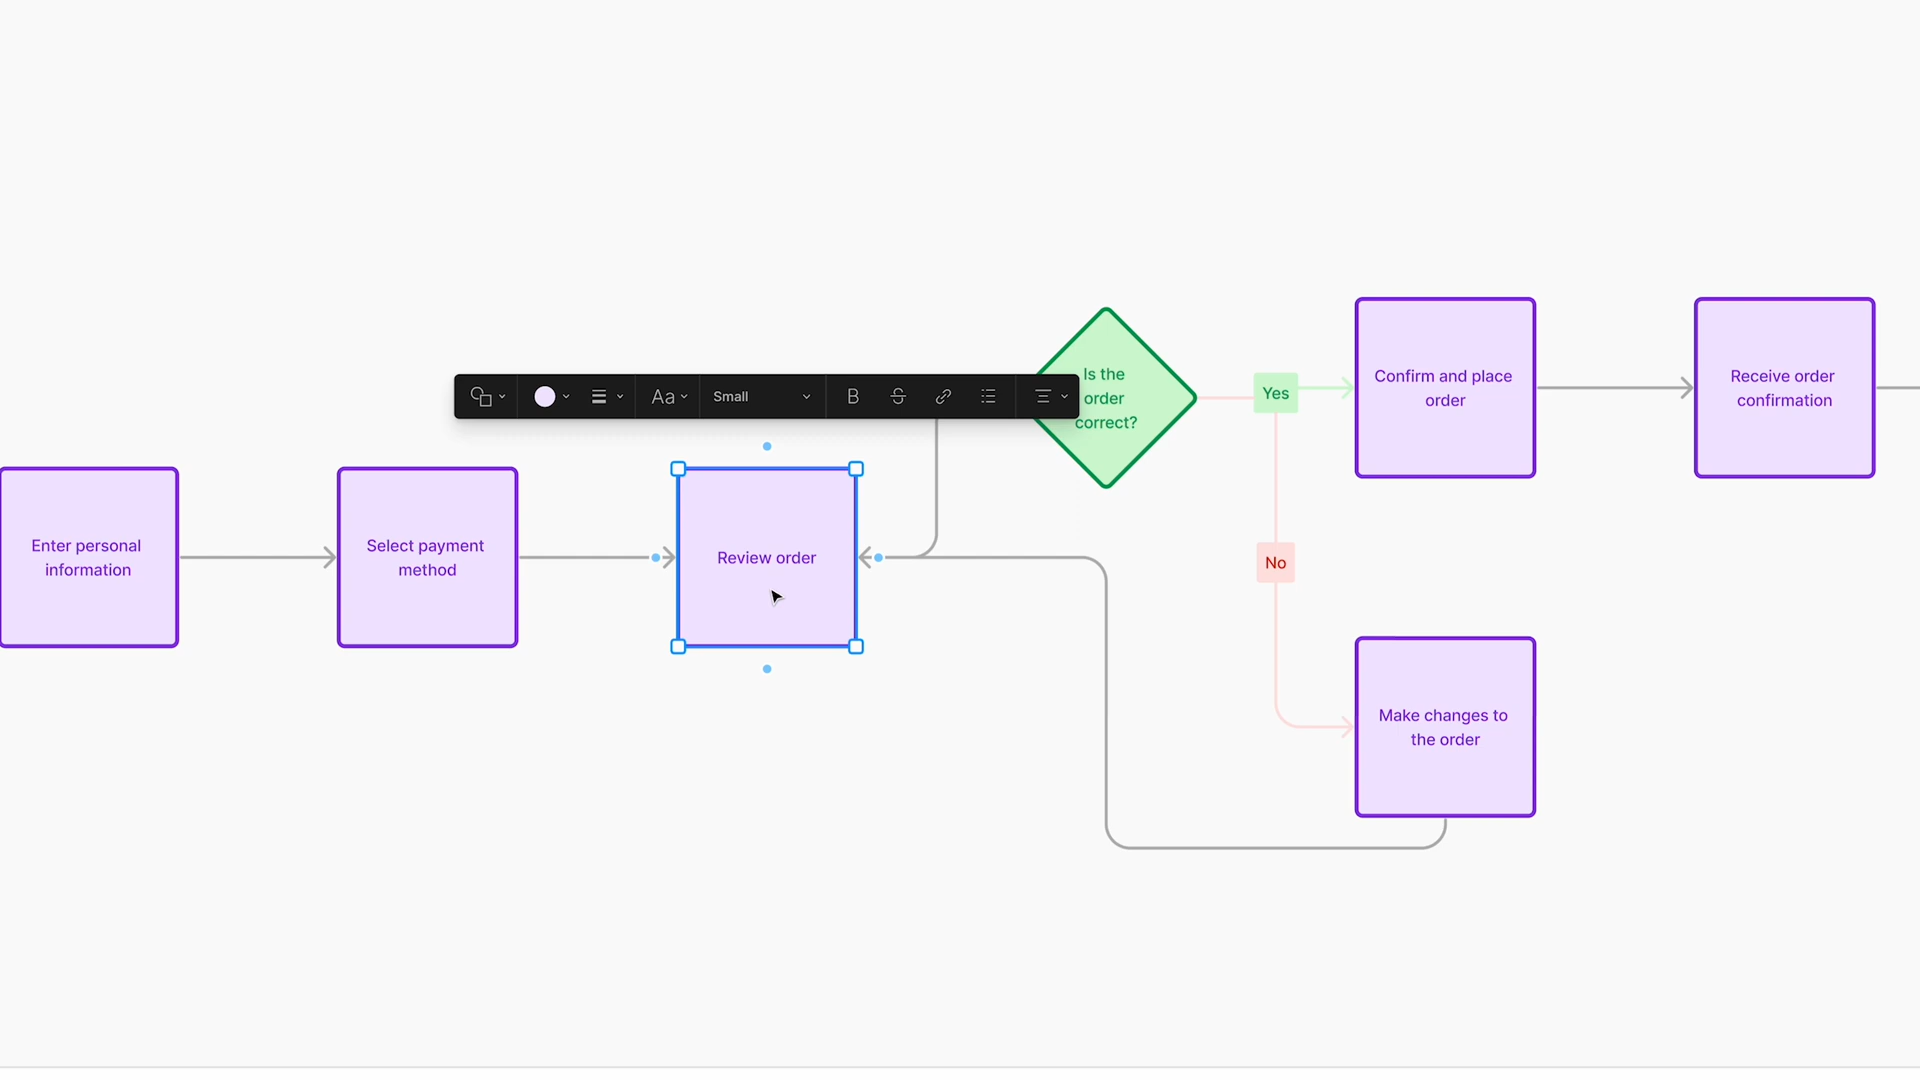 Aa
Small
B
S
Enter personal
information
Select payment
method
Review order
Is the
order
correct?
Yes
No
Confirm and place
order
Receive order
confirmation
Make changes to
the order